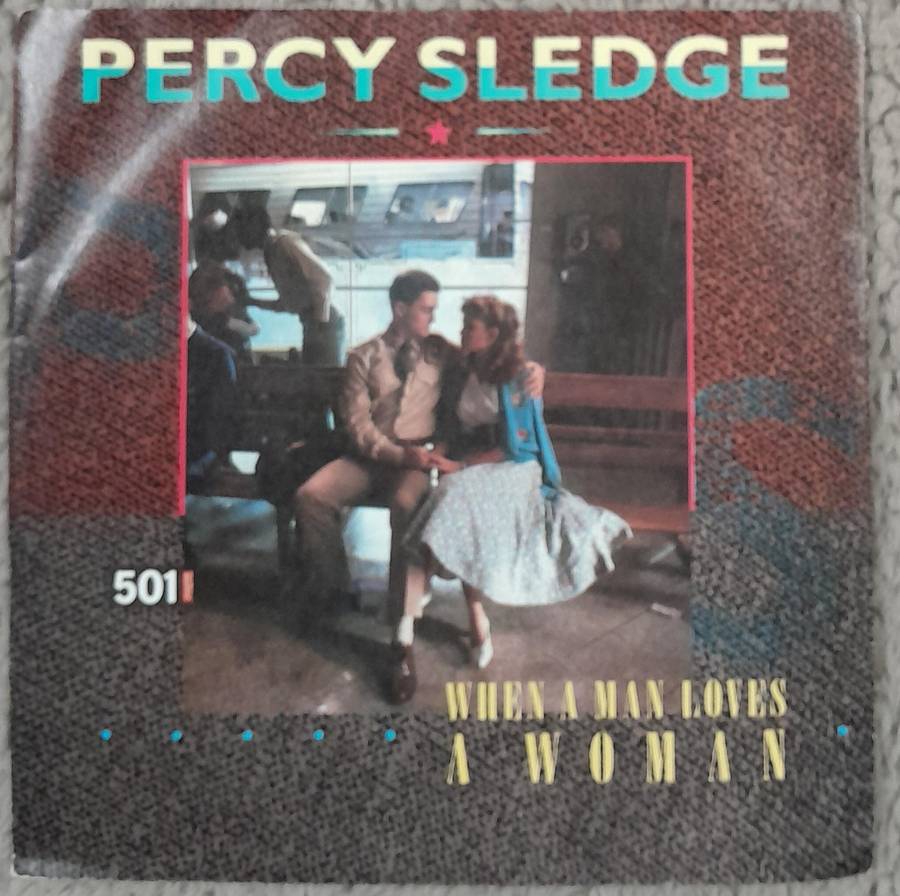 PERCY SLEDGE
501
WHEN A MAN LOVES
A WOMAN